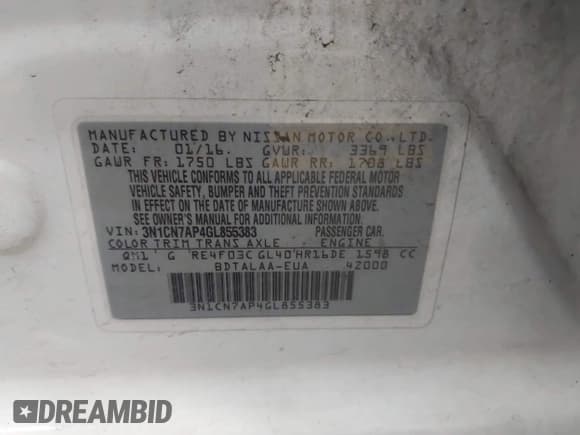 MANUFACTURED BY NISSAN MOTOR CO., LTD.
DATE: 01/16. GVWR: 3369 LBS
GAWR FR: 1750 LBS GAWR RR: 1708 LBS
THIS VEHICLE CONFORMS TO ALL APPLICABLE FEDERAL MOTOR
VEHICLE SAFETY, BUMPER AND THEFT PREVENTION STANDARDS
IN EFFECT ON THE DATE OF MANUFACTURE SHOWN ABOVE.
SEE OWNER'S MANUAL FOR ADDITIONAL INFORMATION.
VIN: 3N1CN7AP4GL855383 PASSENGER CAR.
COLOR TRIM TRANS AXLE ENGINE
QM1 G RE4F03C GL40 HR16DE 1598 CC
MODEL: BDTALAA-EUA 42000
3N1CN7AP4GL855383
DREAMBID